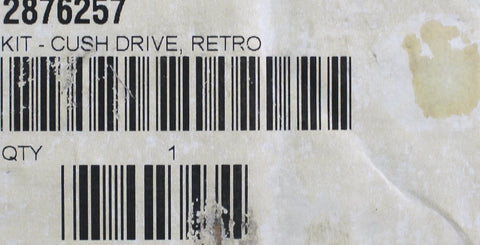 2876257
KIT - CUSH DRIVE, RETRO
QTY 1